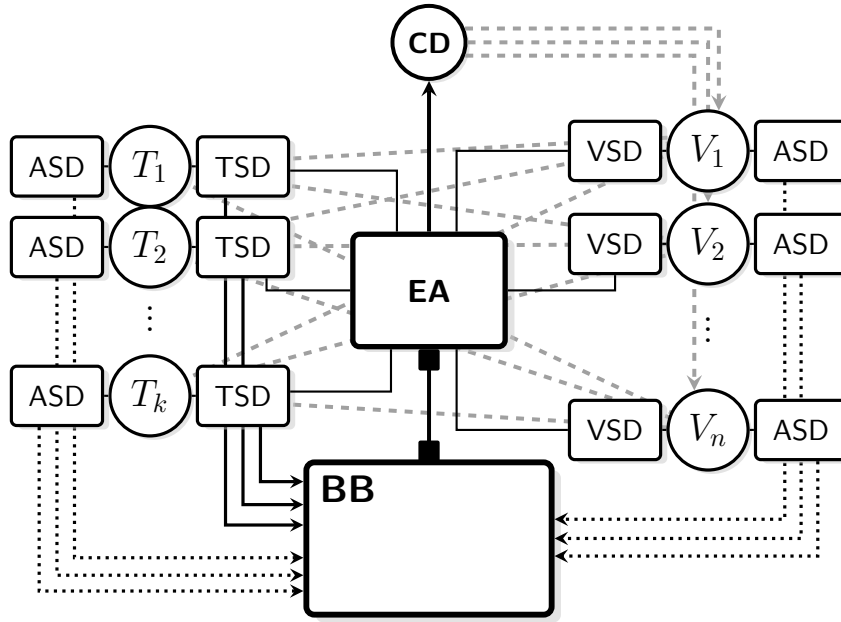 CD
ASD T₁ TSD VSD V₁ ASD
ASD T₂ TSD VSD V₂ ASD
EA
⋮ ⋮
ASD Tₖ TSD VSD Vₙ ASD
BB